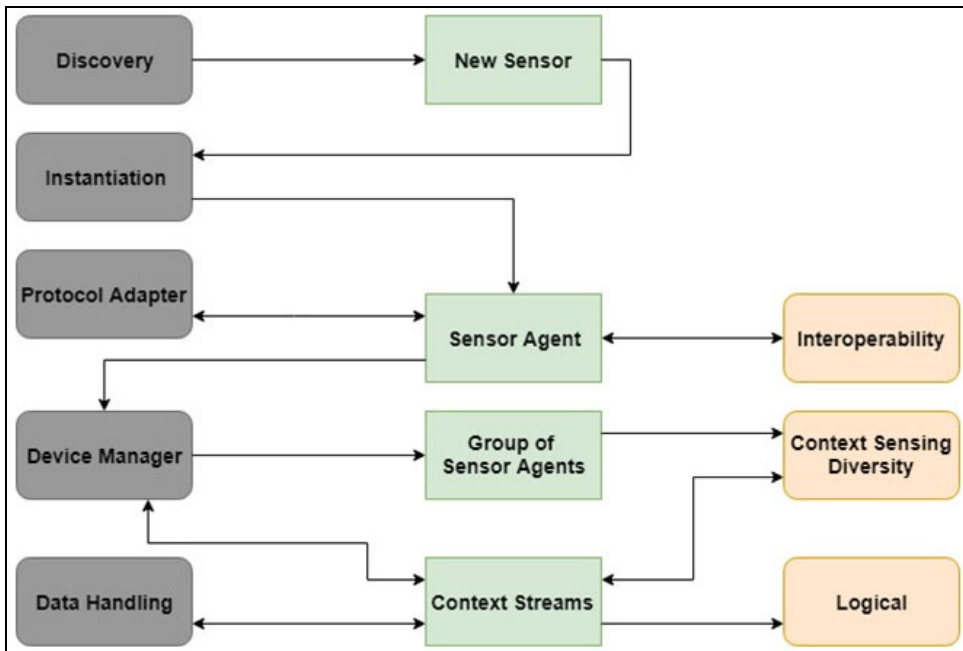 Discovery
New Sensor
Instantiation
Protocol Adapter
Sensor Agent
Interoperability
Device Manager
Group of
Sensor Agents
Context Sensing
Diversity
Data Handling
Context Streams
Logical